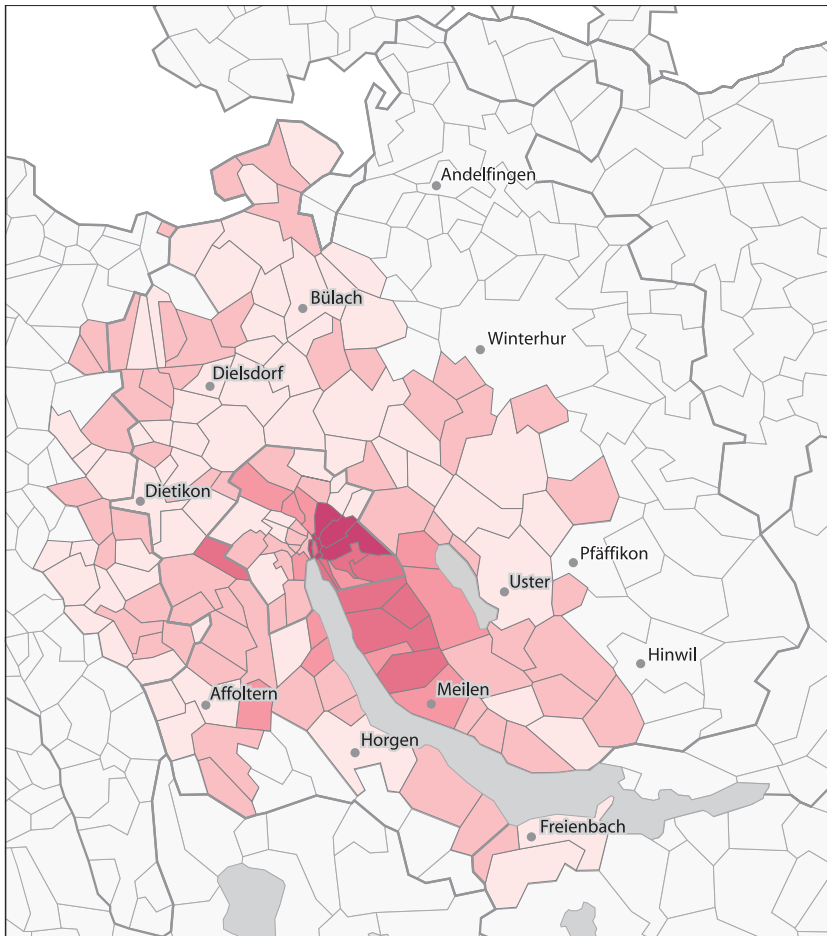 Andelfingen
Bülach
Winterhur
Dielsdorf
Dietikon
Pfäffikon
Uster
Hinwil
Affoltern
Meilen
Horgen
Freienbach